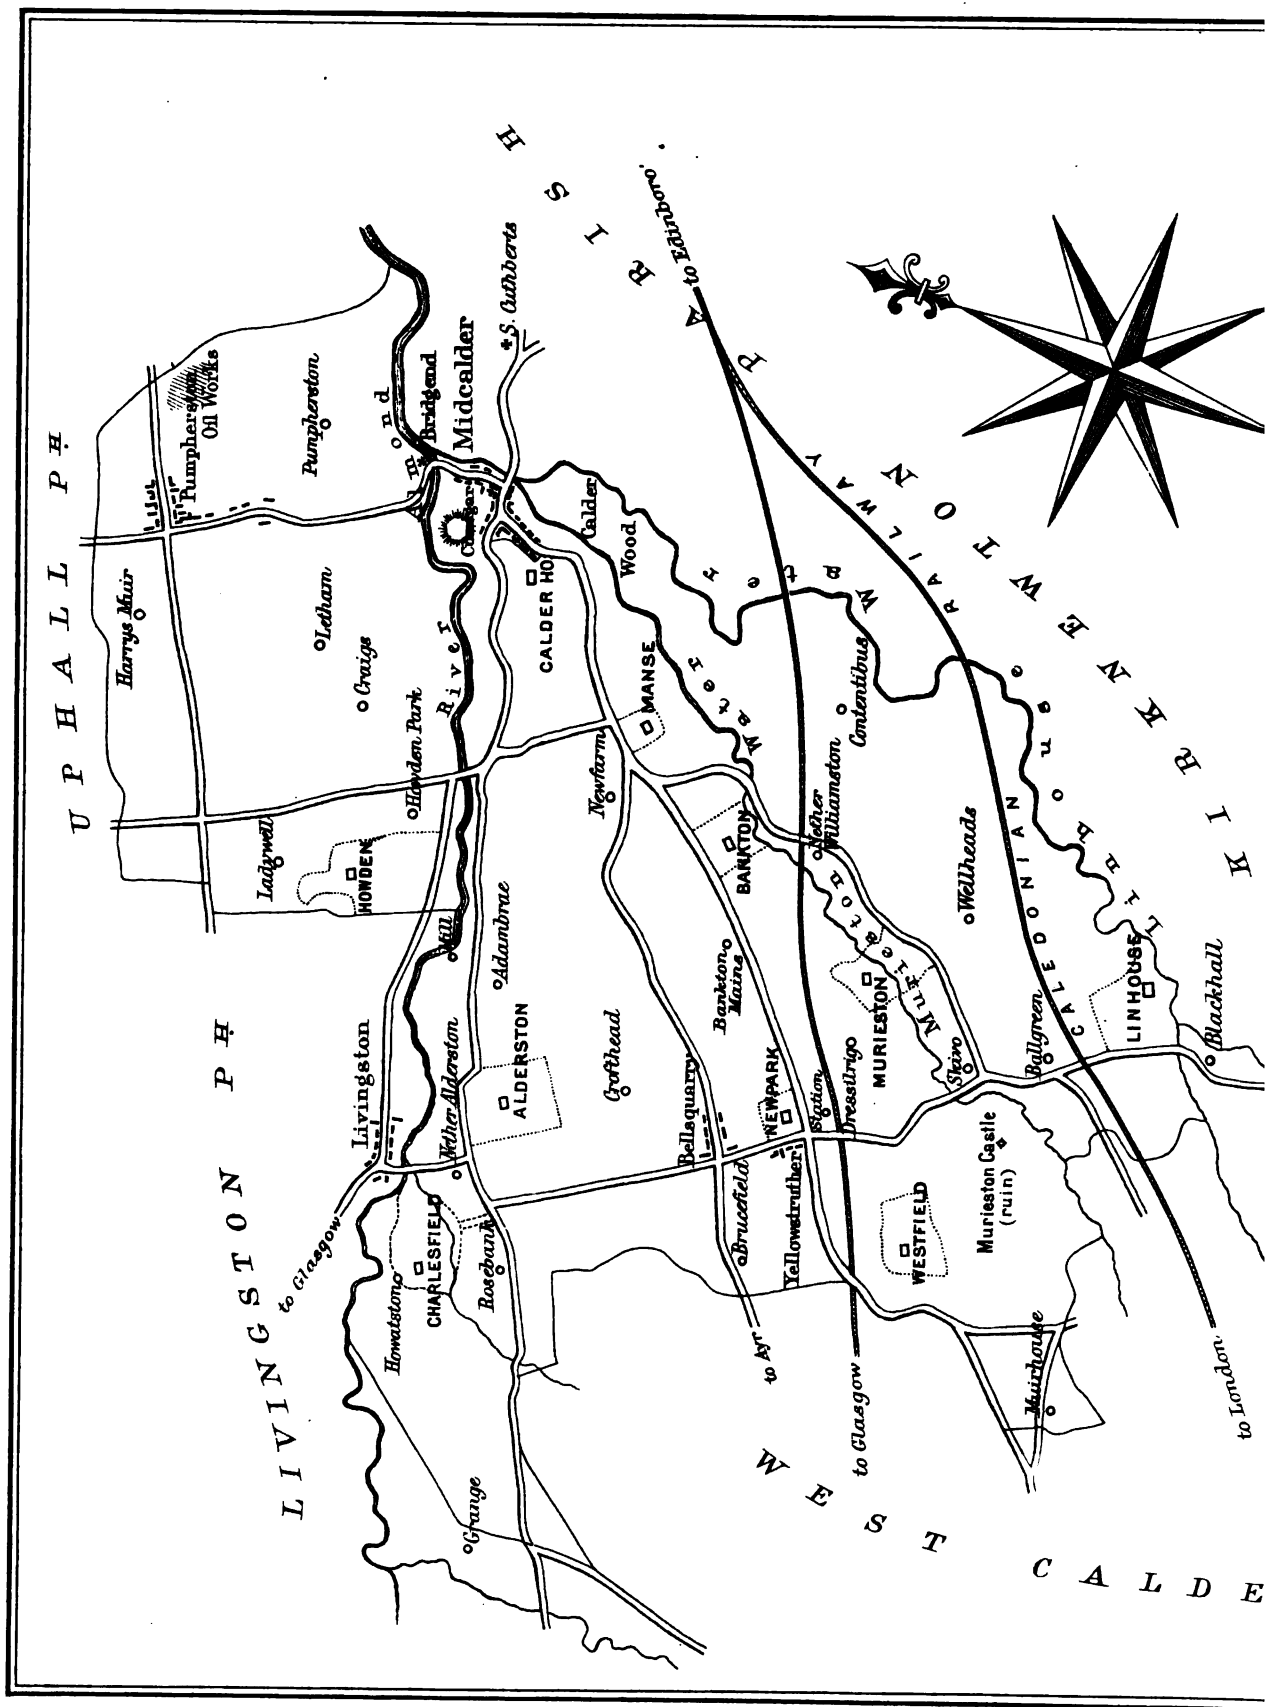 UPHALL PH
LIVINGSTON PH
KIRKNEWTON PARISH
WEST CALDE
Harrys Muir
Pumpherston
Pumpherston
Oil Works
Pumpherston
Letham
Craigs
Howden Park
Ladywell
HOWDEN
River Almond
Bridgend
Midcalder
S. Cuthberts
CALDER HO
Calder
Wood
MANSE
Newfarm
BANKTON
Bankton
Mains
Mill
Adambrae
Livingston
Nether Alderston
ALDERSTON
Crofthead
Bellsquarry
NEWPARK
Station
Dressilrigo
MURIESTON
Murieston Water
Nether
Williamston
Contentibus
Wellheads
Linhouse Water
CALEDONIAN RAILWAY
to Edinboro'
LINHOUSE
Blackhall
Ballgreen
Skivo
Murieston Castle
(ruin)
WESTFIELD
Yellowstruther
Brucefield
to Glasgow
CHARLESFIELD
Howatston
Rosebank
Grange
to Ayr
to Glasgow
Muirhouse
to London